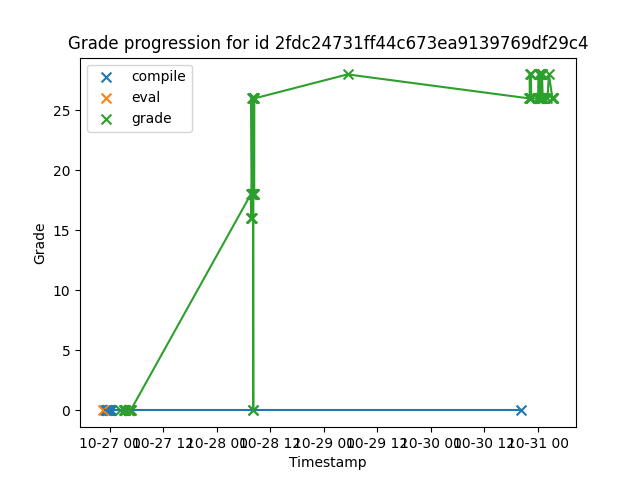 Grade progression for id 2fdc24731ff44c673ea9139769df29c4
compile
eval
grade
25
20
15
10
5
0
Grade
10-27 00 10-27 12 10-28 00 10-28 12 10-29 00 10-29 12 10-30 00 10-30 12 10-31 00
Timestamp